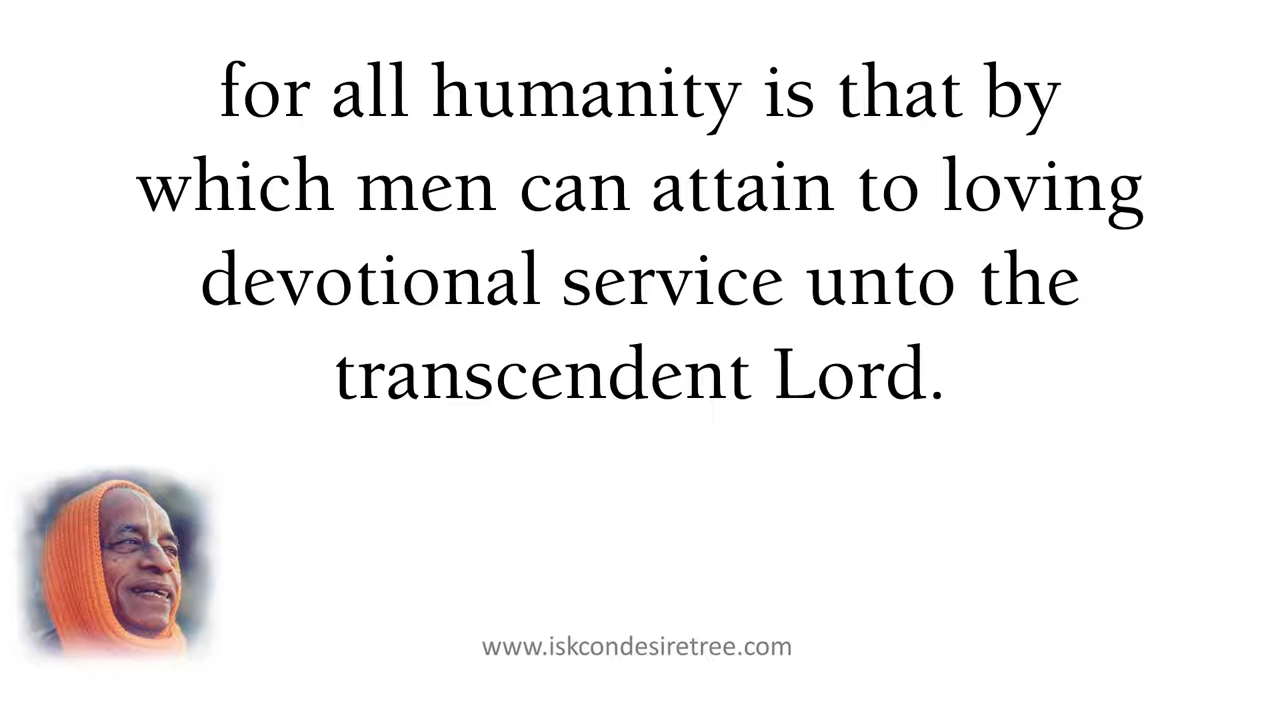 for all humanity is that by
which men can attain to loving
devotional service unto the
transcendent Lord.
www.iskcondesiretree.com